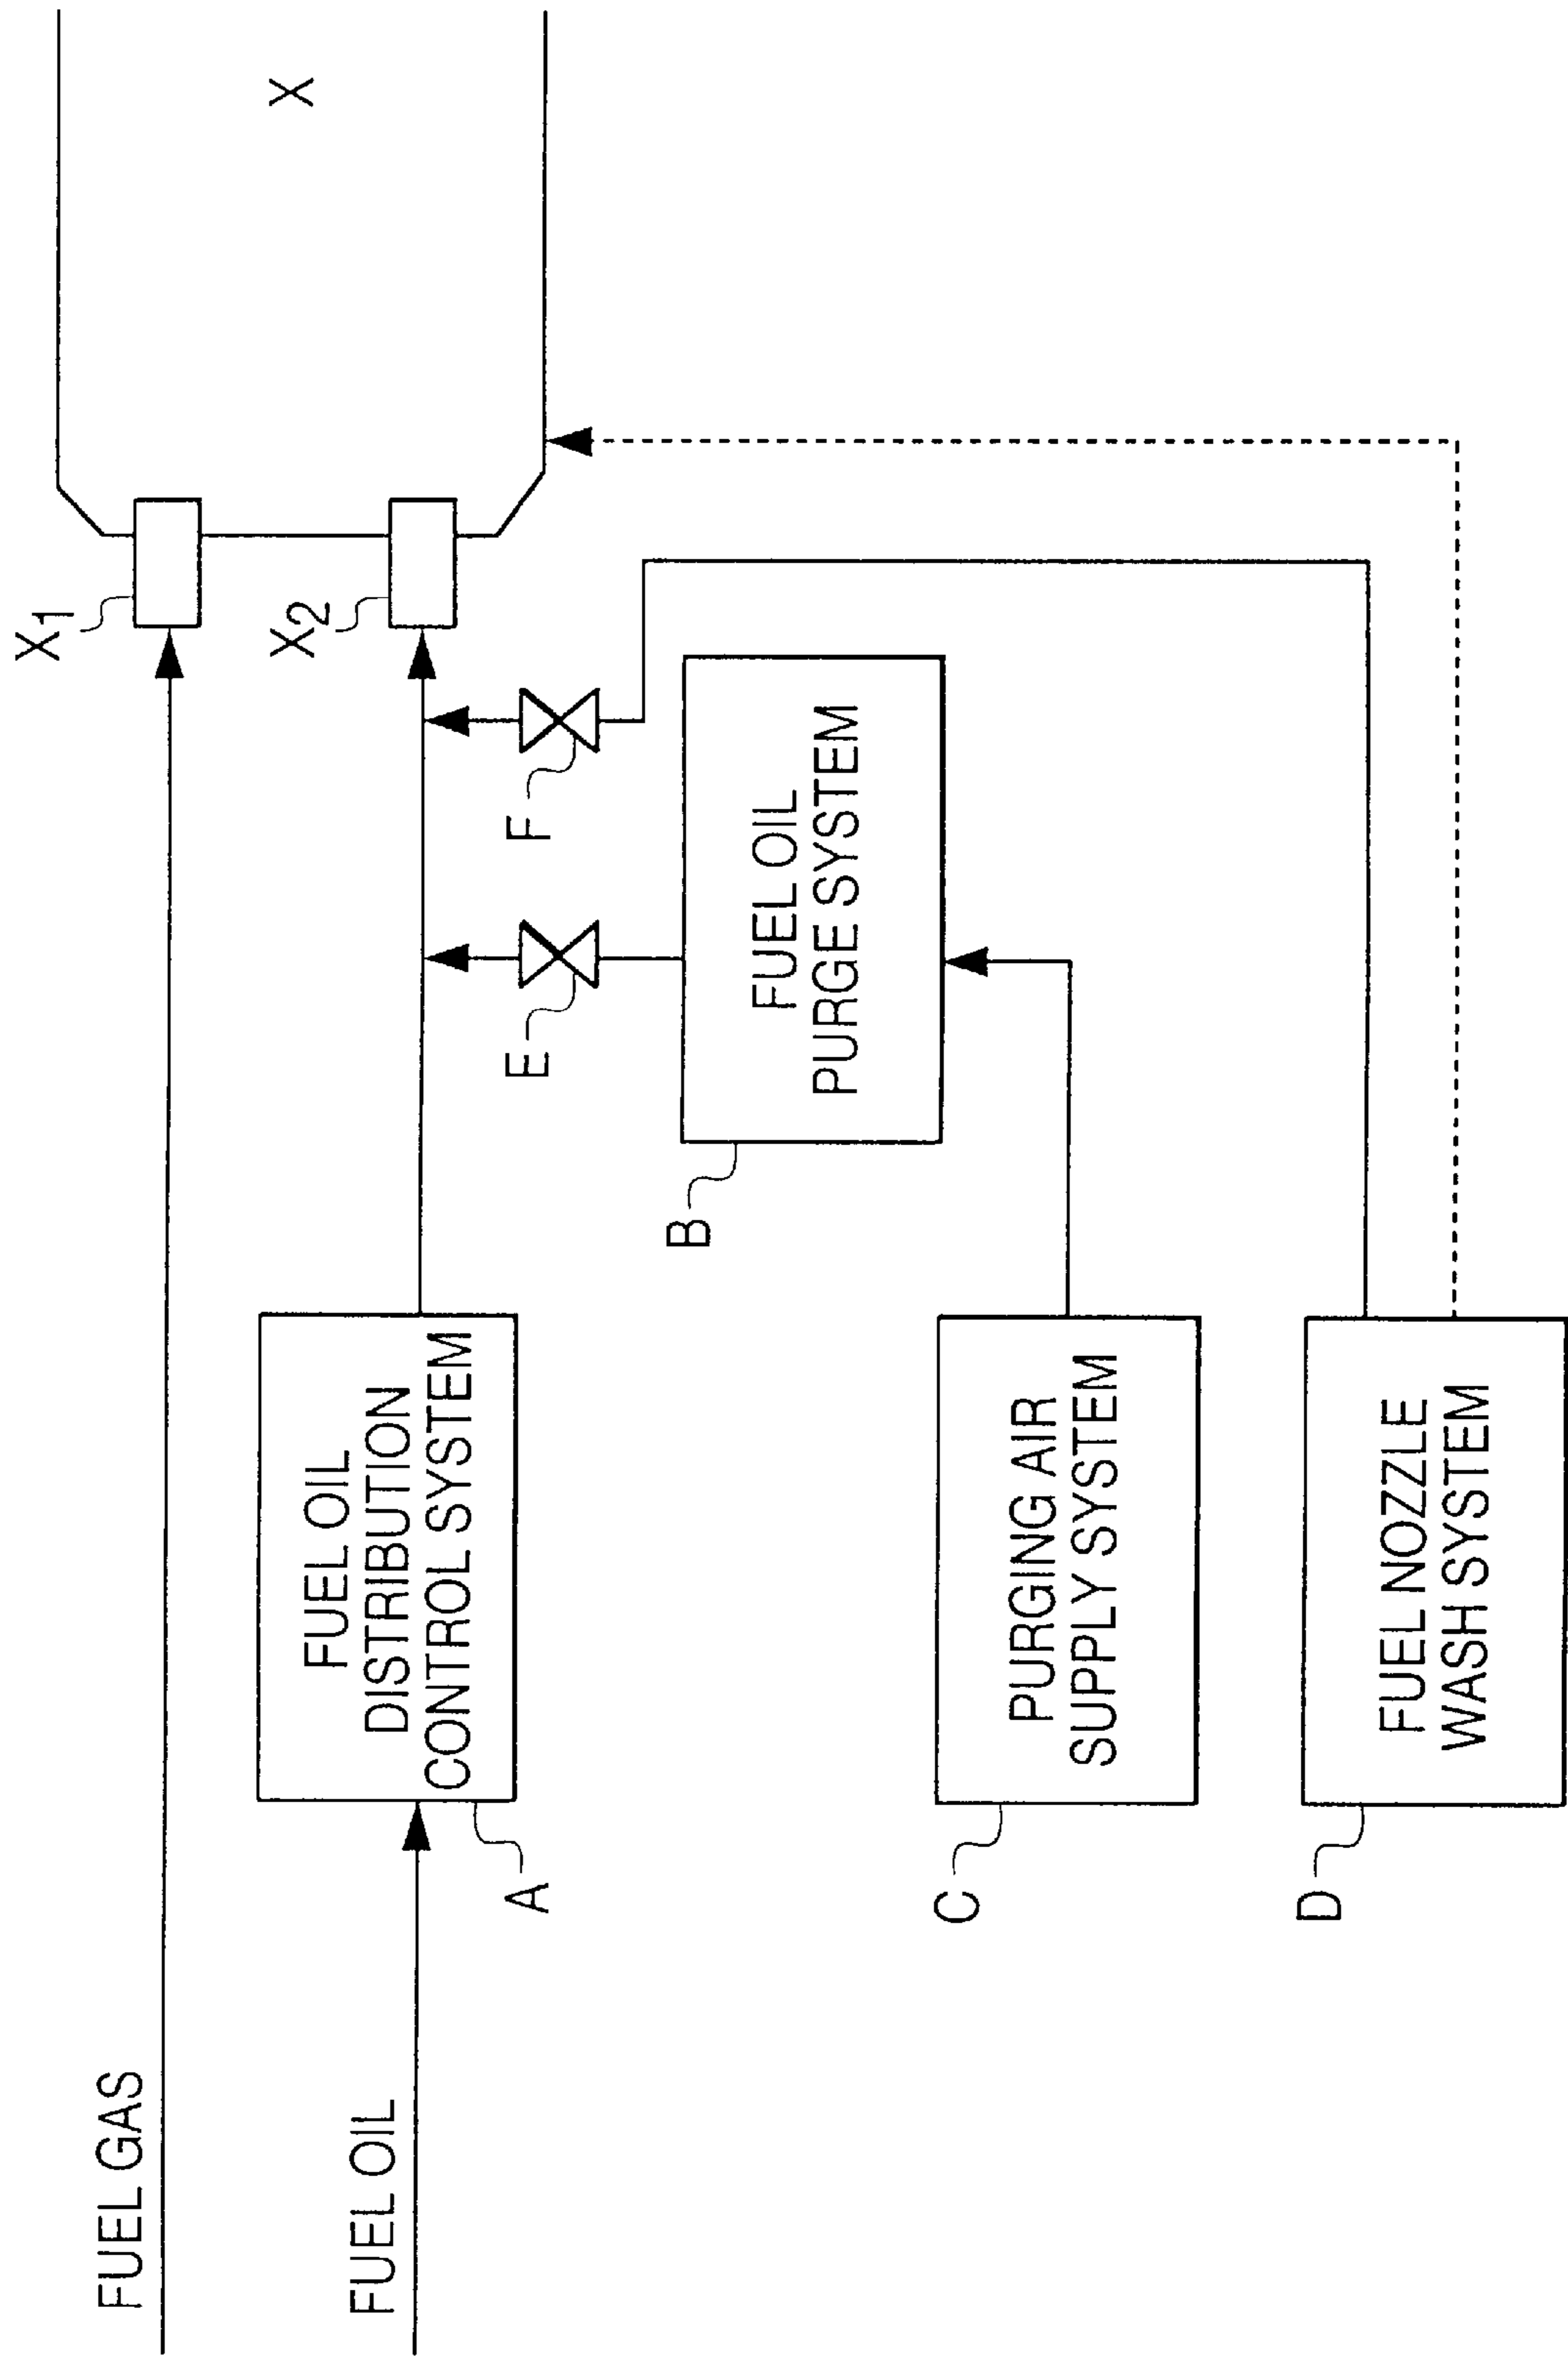 FUEL GAS
X1
X
FUEL OIL
X2
FUEL OIL
DISTRIBUTION
CONTROL SYSTEM
A
E
F
FUEL OIL
PURGE SYSTEM
B
PURGING AIR
SUPPLY SYSTEM
C
FUEL NOZZLE
WASH SYSTEM
D